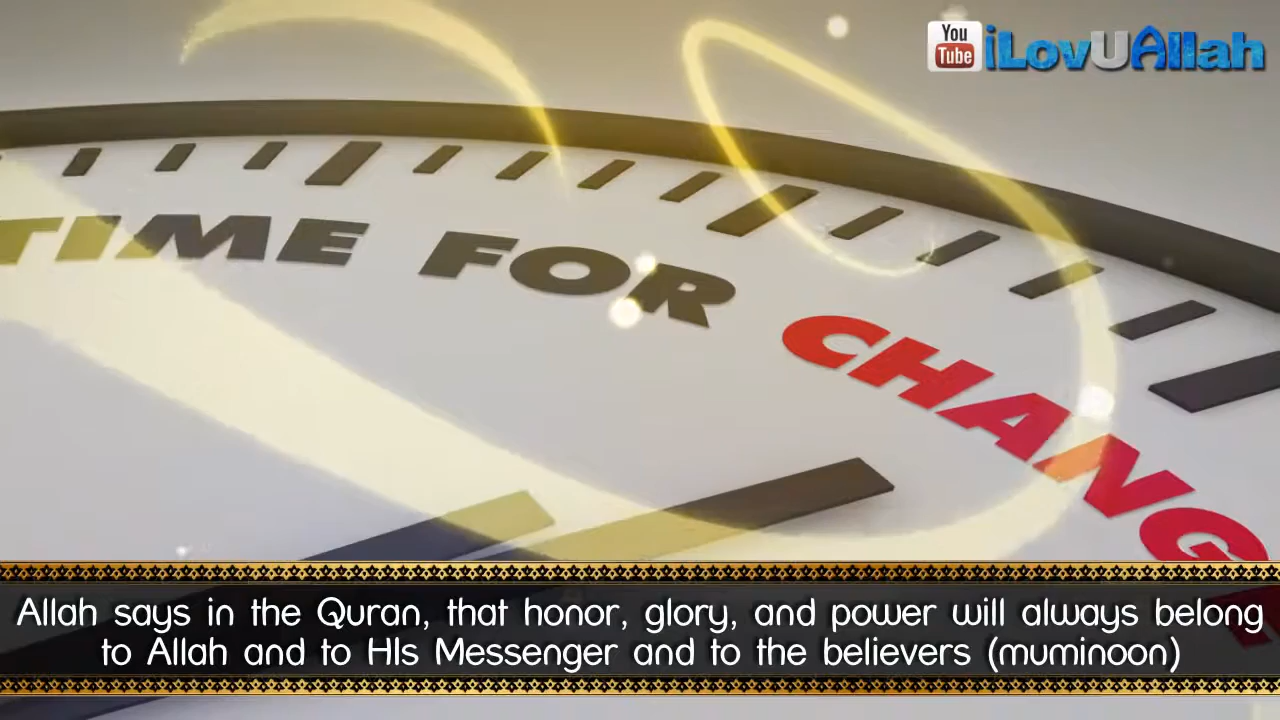 You
Tube
iLovUAllah
TIME FOR CHANG
Allah says in the Quran, that honor, glory, and power will always belong
to Allah and to HIs Messenger and to the believers (muminoon)